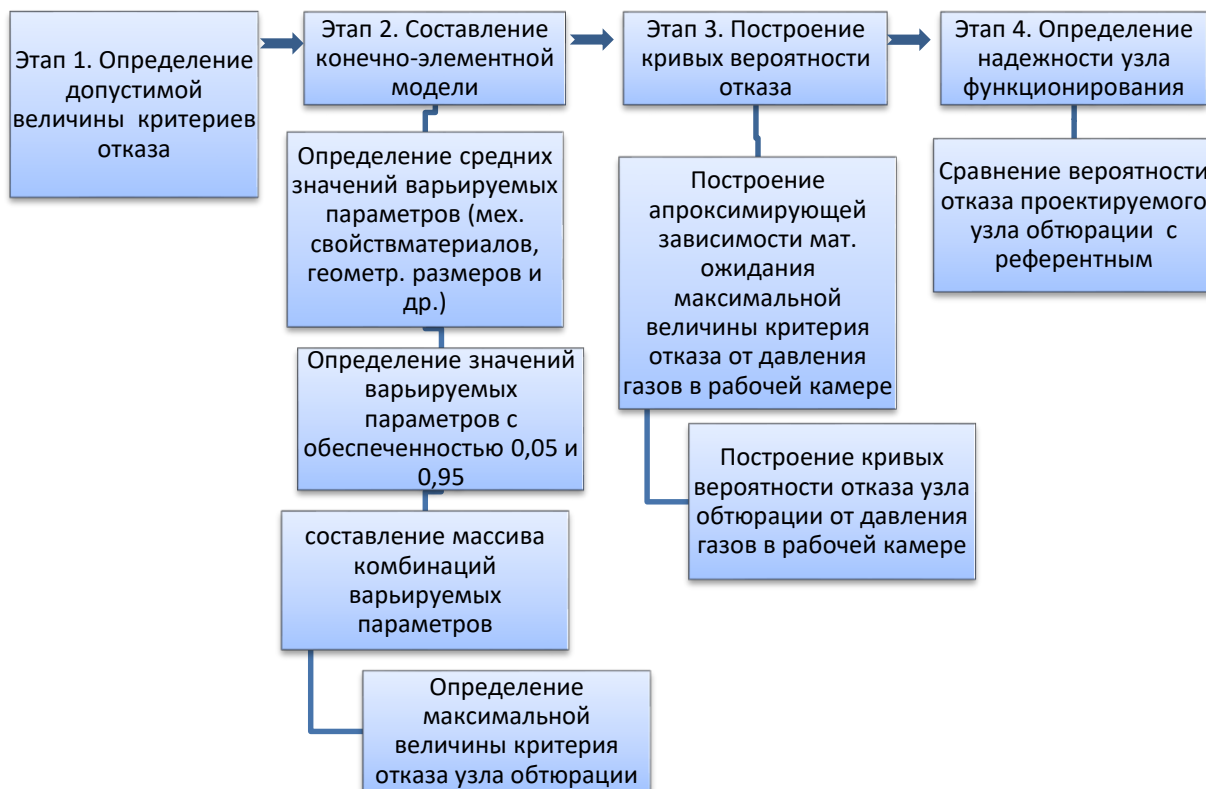 Этап 1. Определение
допустимой
величины критериев
отказа
Этап 2. Составление
конечно-элементной
модели
Определение средних
значений варьируемых
параметров (мех.
свойствматериалов,
геометр. размеров и
др.)
Определение значений
варьируемых
параметров с
обеспеченностью 0,05 и
0,95
составление массива
комбинаций
варьируемых
параметров
Определение
максимальной
величины критерия
отказа узла обтюрации
Этап 3. Построение
кривых вероятности
отказа
Построение
апроксимирующей
зависимости мат.
ожидания
максимальной
величины критерия
отказа от давления
газов в рабочей камере
Построение кривых
вероятности отказа узла
обтюрации от давления
газов в рабочей камере
Этап 4. Определение
надежности узла
функционирования
Сравнение вероятности
отказа проектируемого
узла обтюрации с
референтным